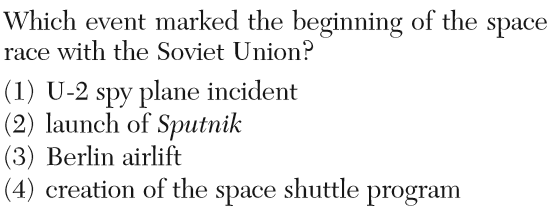 Which event marked the beginning of the space
race with the Soviet Union?
(1) U-2 spy plane incident
(2) launch of Sputnik
(3) Berlin airlift
(4) creation of the space shuttle program